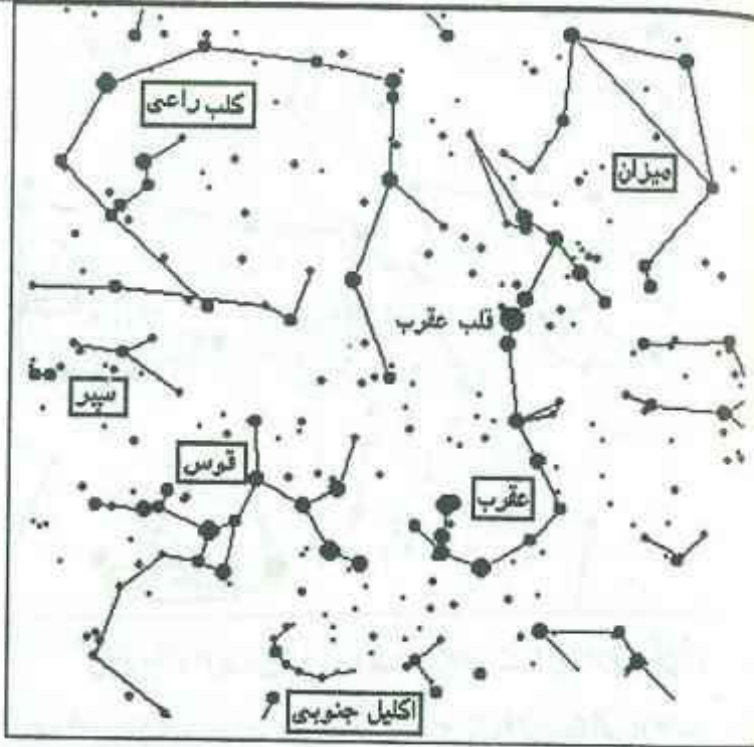 کلب راعی
میزان
قلب عقرب
سپر
قوس
عقرب
اکلیل جنوبی